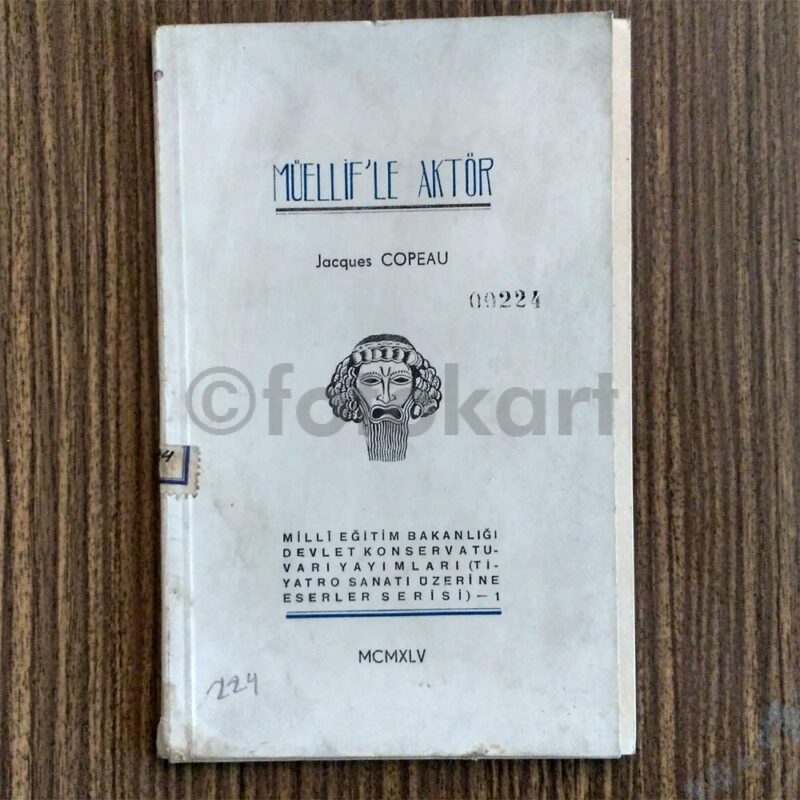 MÜELLİF'LE AKTÖR
Jacques COPEAU
00224
©fotokart
MİLLÎ EĞİTİM BAKANLIĞI
DEVLET KONSERVATU-
VARI YAYIMLARI (Tİ-
YATRO SANATI ÜZERİNE
ESERLER SERİSİ) — 1
MCMXLV
224